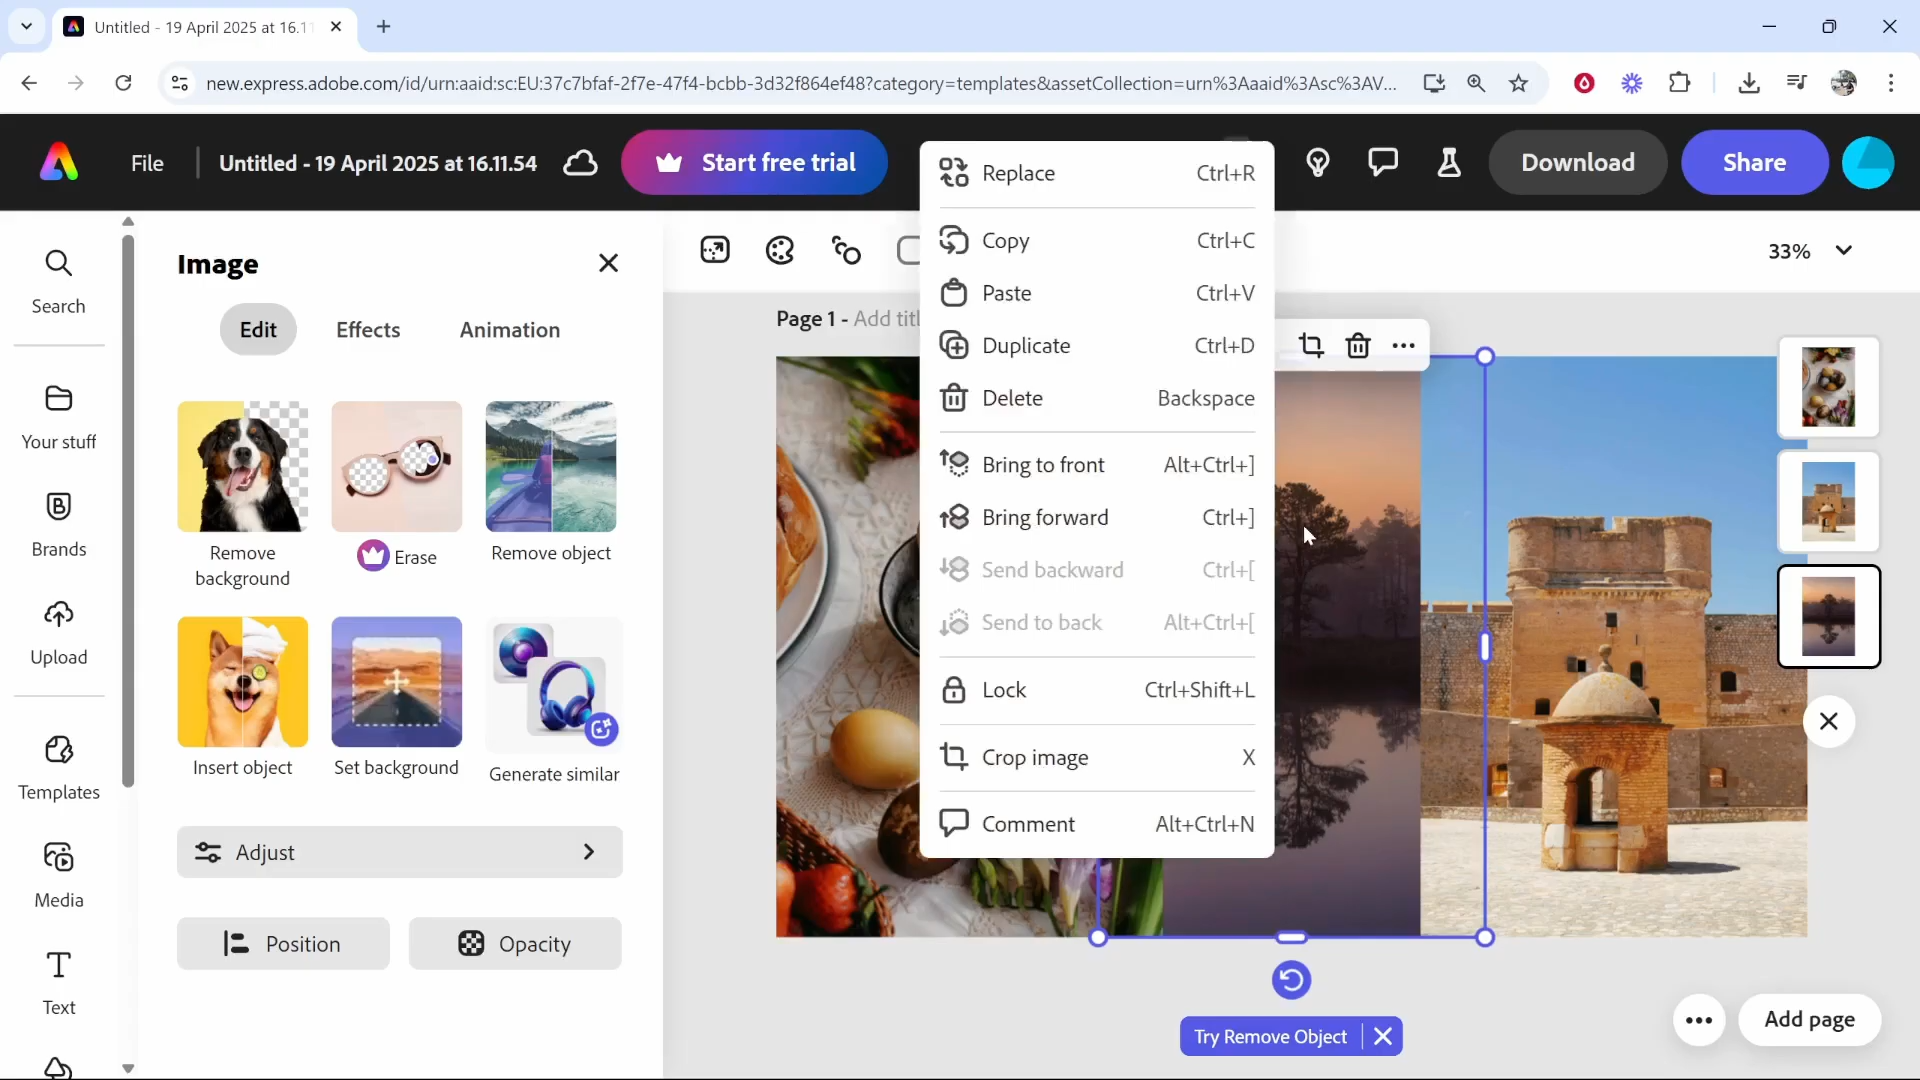 Untitled - 19 April 2025 at 16.11
new.express.adobe.com/id/urn:aaid:sc:EU:37c7bfaf-2f7e-47f4-bcbb-3d32f864ef48?category=templates&assetCollection=urn%3Aaaid%3Asc%3AV...
File
Untitled - 19 April 2025 at 16.11.54
Start free trial
Download
Share
Search
Your stuff
Brands
Upload
Templates
Media
Text
Image
Edit
Effects
Animation
Remove background
Erase
Remove object
Insert object
Set background
Generate similar
Adjust
Position
Opacity
33%
Page 1 - Add titl
Replace Ctrl+R
Copy Ctrl+C
Paste Ctrl+V
Duplicate Ctrl+D
Delete Backspace
Bring to front Alt+Ctrl+]
Bring forward Ctrl+]
Send backward Ctrl+[
Send to back Alt+Ctrl+[
Lock Ctrl+Shift+L
Crop image X
Comment Alt+Ctrl+N
Try Remove Object
Add page